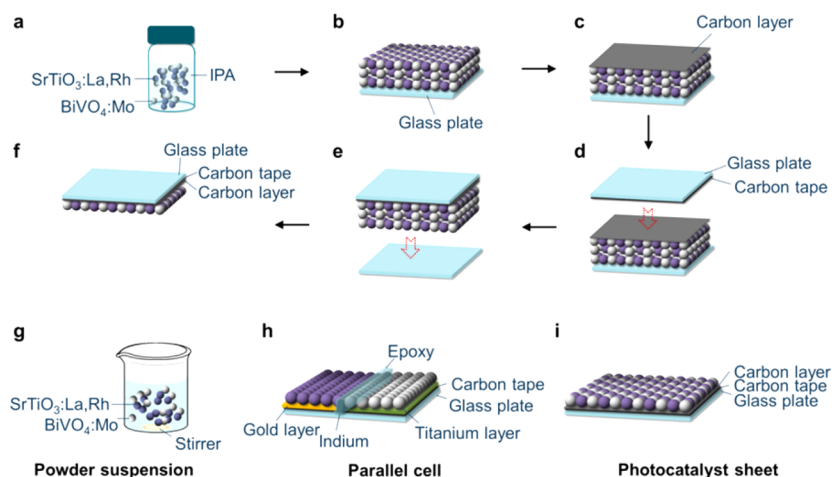 a
SrTiO₃:La,Rh
IPA
BiVO₄:Mo
b
Glass plate
c
Carbon layer
f
Glass plate
Carbon tape
Carbon layer
e
d
Glass plate
Carbon tape
g
SrTiO₃:La,Rh
BiVO₄:Mo
Stirrer
Powder suspension
h
Epoxy
Carbon tape
Glass plate
Gold layer
Indium
Titanium layer
Parallel cell
i
Carbon layer
Carbon tape
Glass plate
Photocatalyst sheet